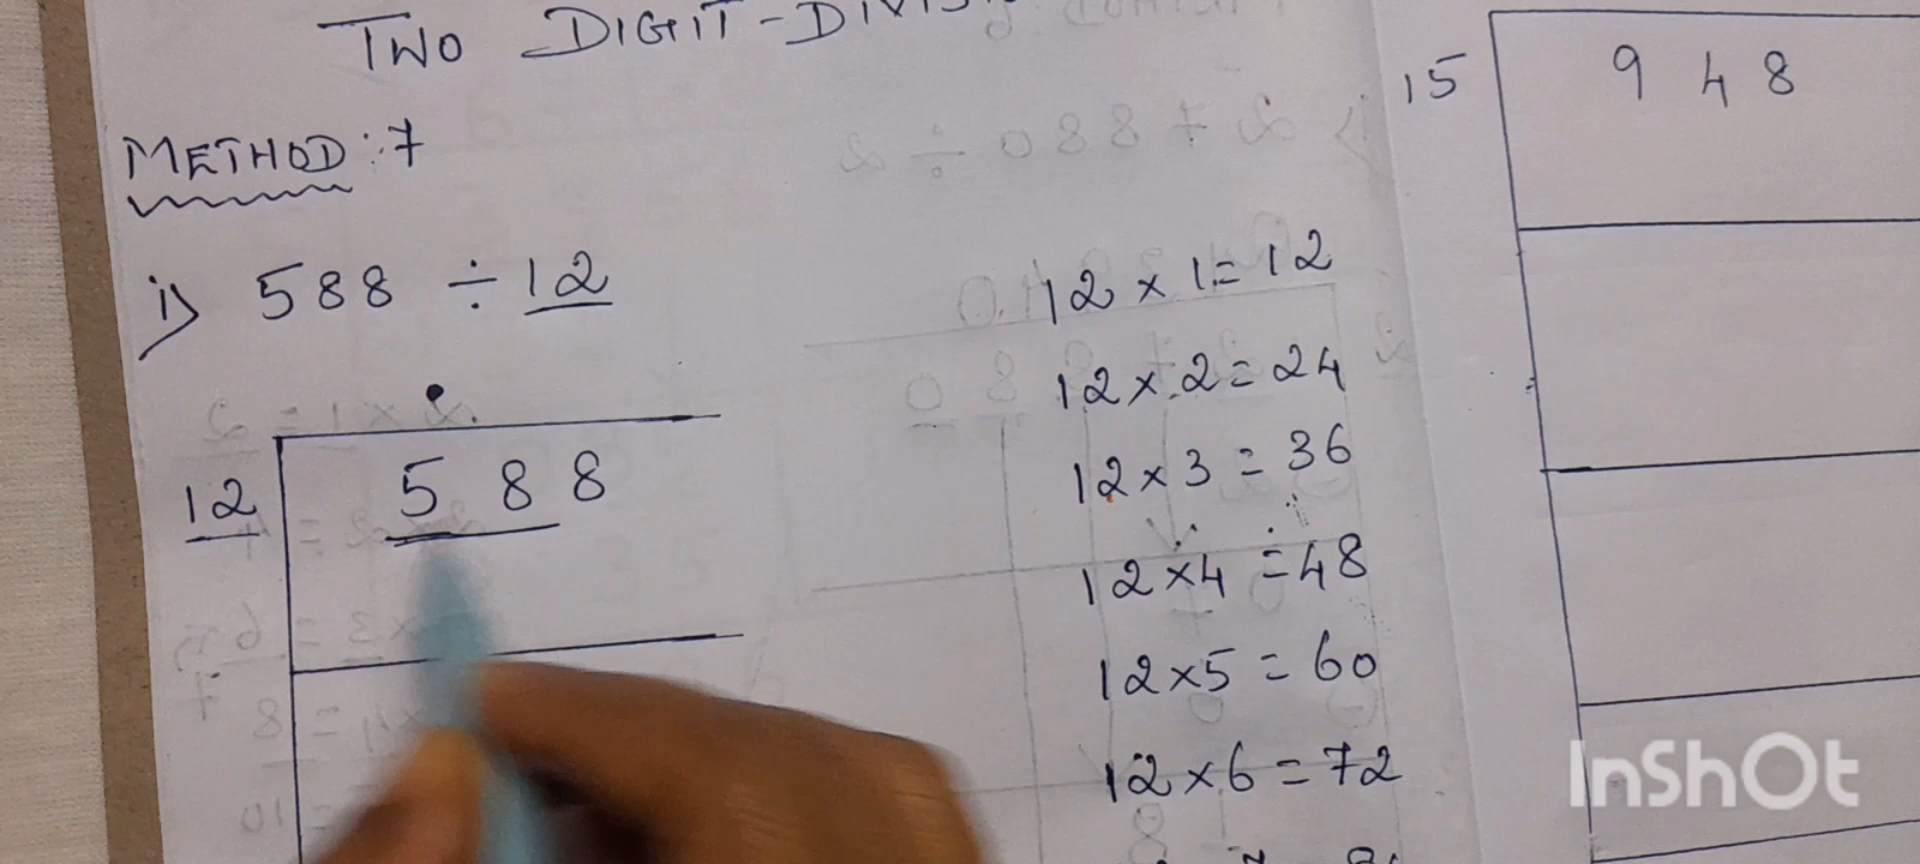 TWO DIGIT-DIVIS
METHOD:7
i) 588 ÷ 12
12 588
12 × 1 = 12
12 × 2 = 24
12 × 3 = 36
12 × 4 = 48
12 × 5 = 60
12 × 6 = 72
15 948
InShOt